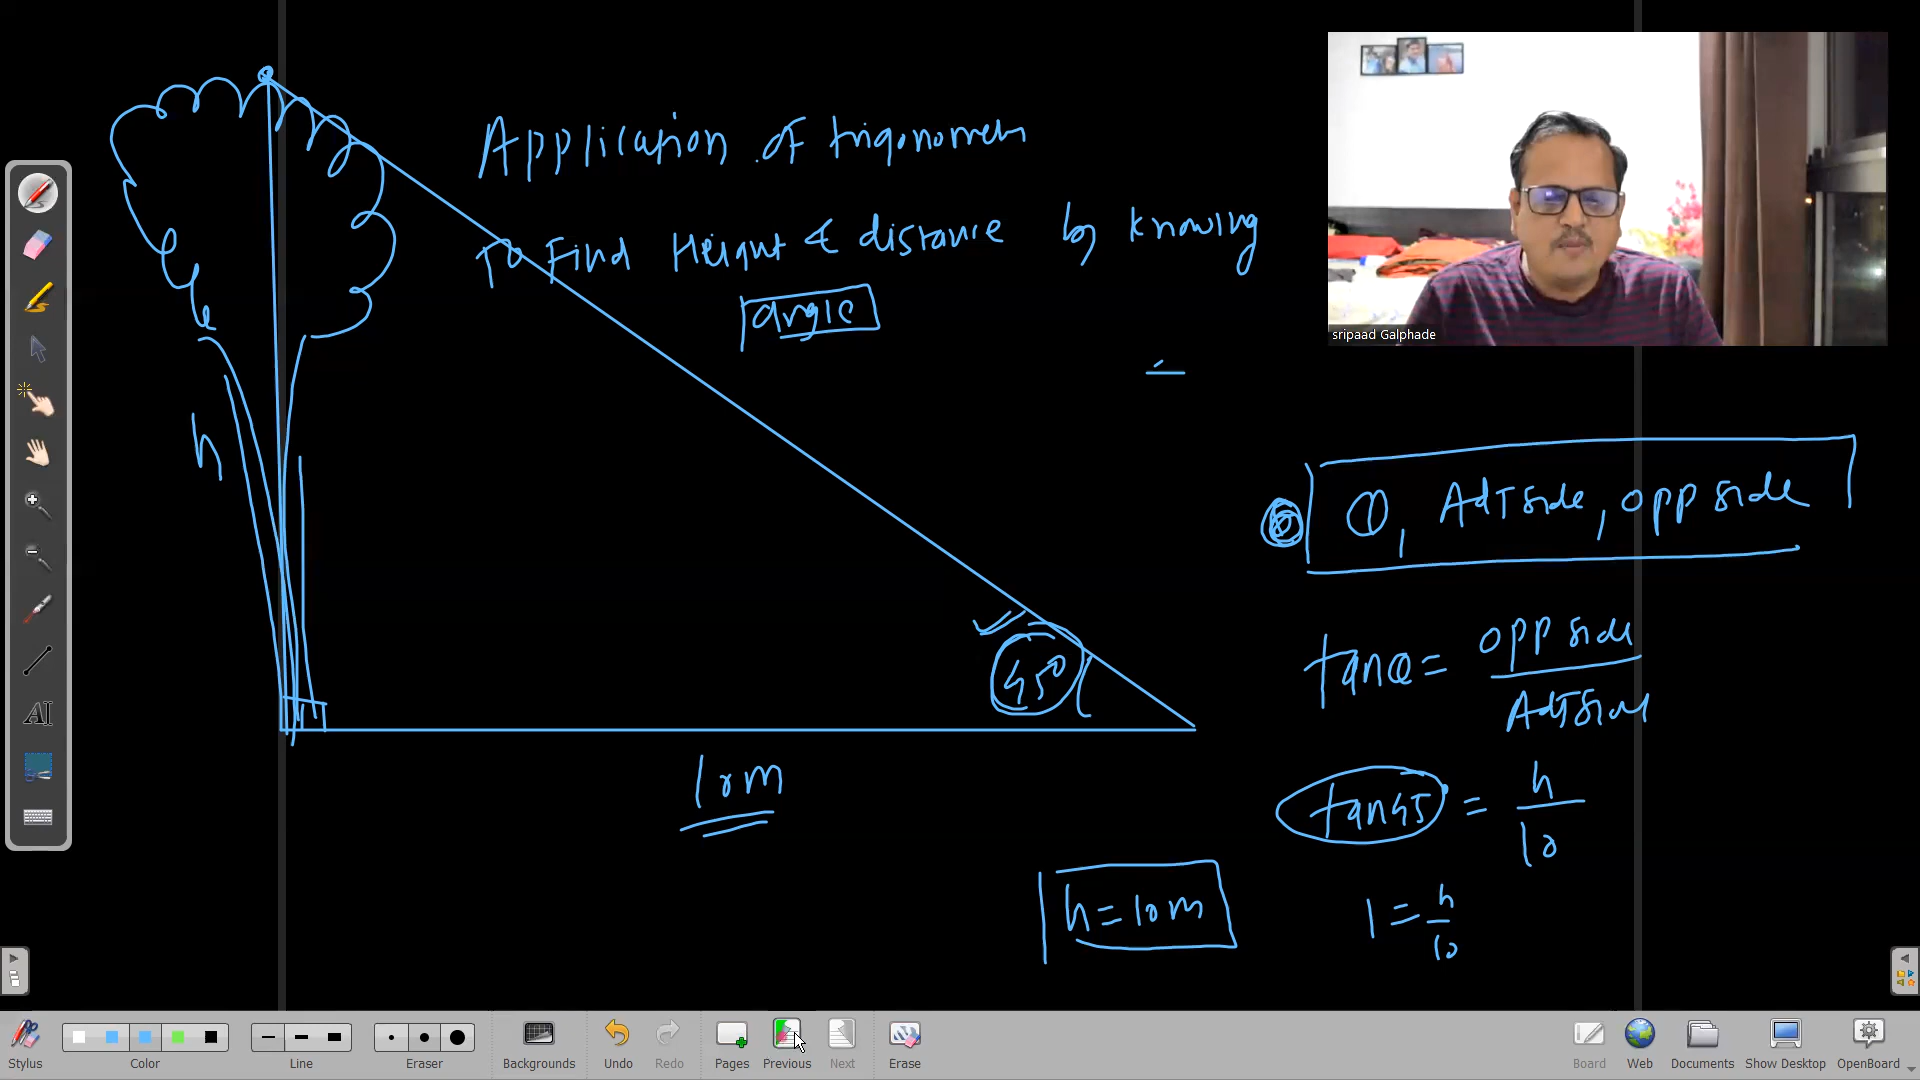 Application of trigonometry
To Find Height & distance by knowing
angle
sripaad Galphade
h
θ, Adj side, opp side
tanθ = opp side / Adj side
45°
10m
tan45° = h / 10
h = 10m
1 = h / 10
Stylus
Color
Line
Eraser
Backgrounds
Undo
Redo
Pages
Previous
Next
Erase
Board
Web
Documents
Show Desktop
OpenBoard